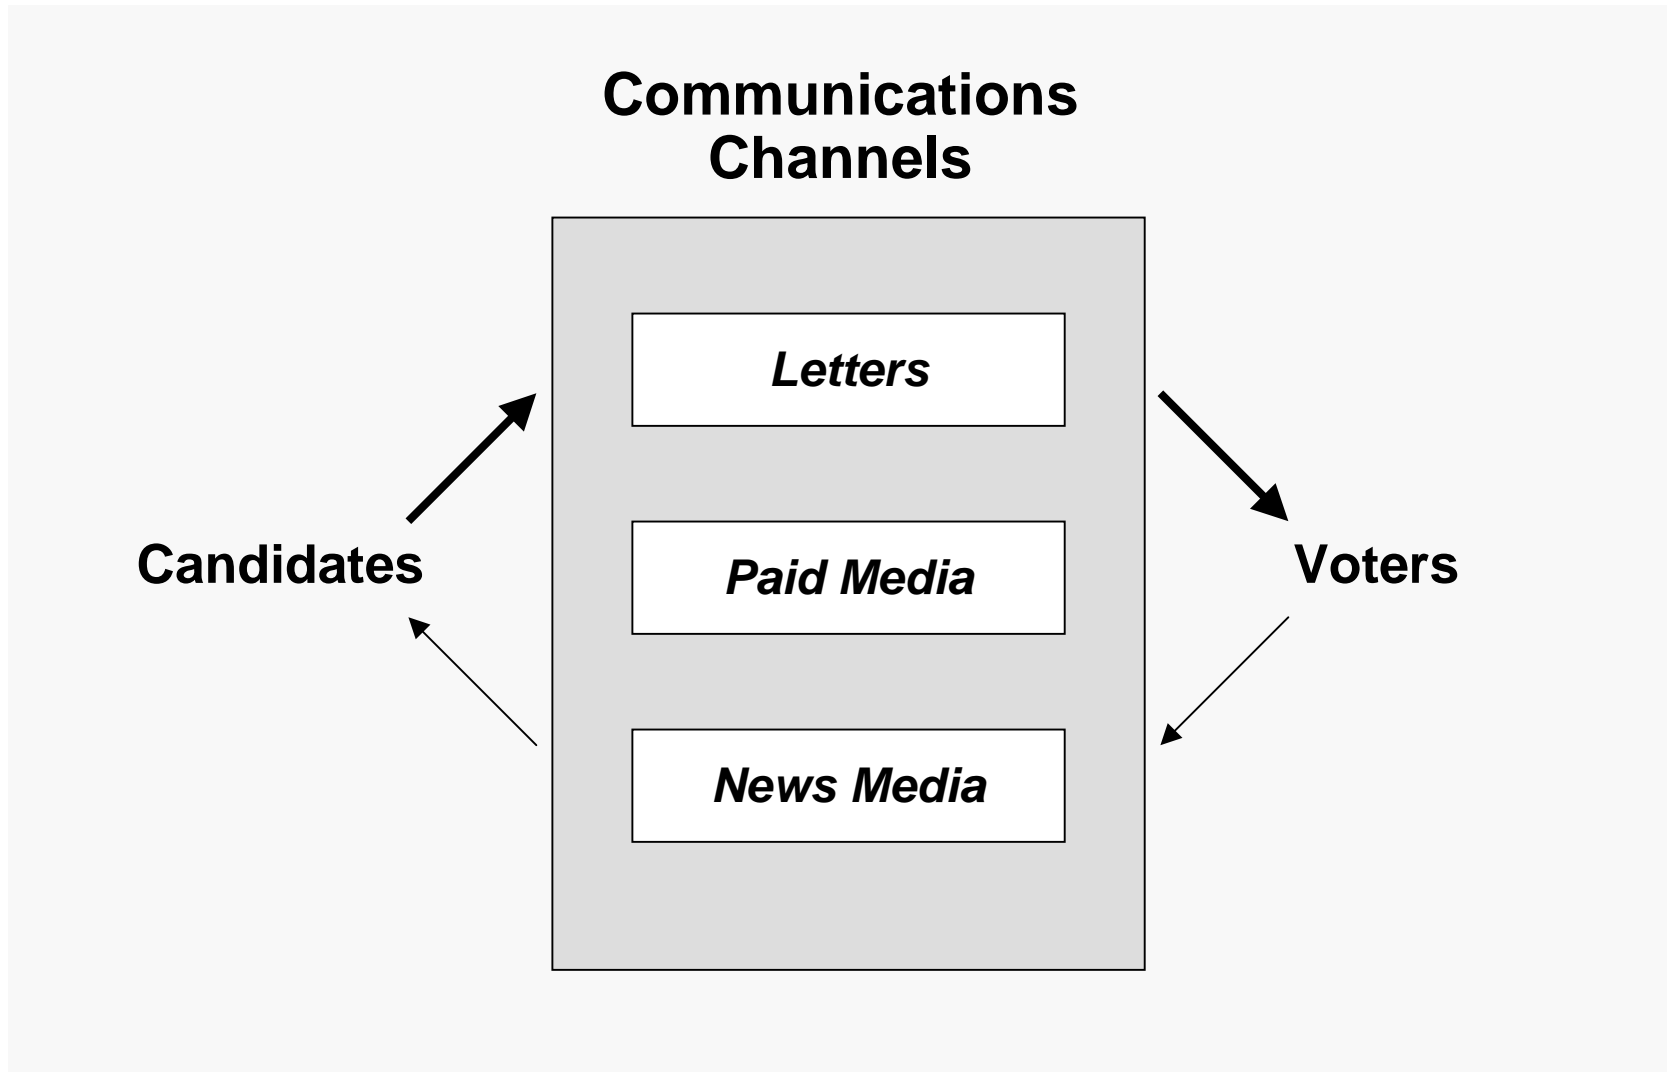 Communications
Channels
Letters
Candidates
Paid Media
Voters
News Media